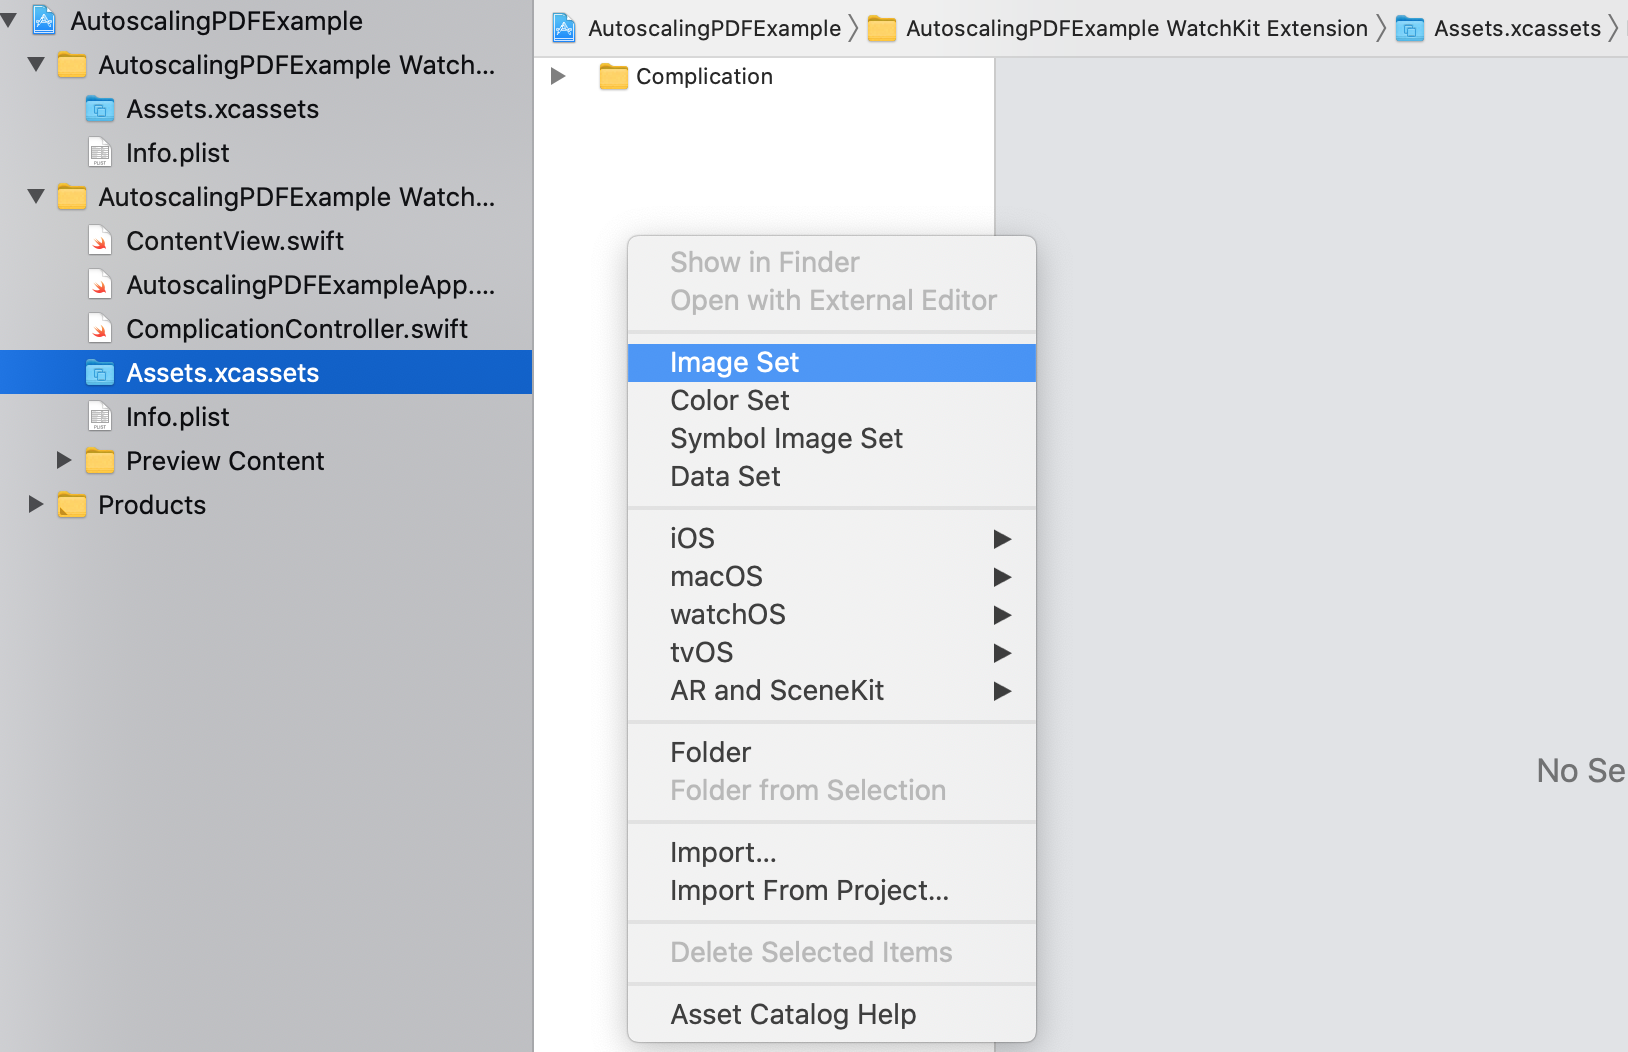 AutoscalingPDFExample
AutoscalingPDFExample Watch...
Assets.xcassets
Info.plist
AutoscalingPDFExample Watch...
ContentView.swift
AutoscalingPDFExampleApp....
ComplicationController.swift
Assets.xcassets
Info.plist
Preview Content
Products
AutoscalingPDFExample AutoscalingPDFExample WatchKit Extension Assets.xcassets
Complication
Show in Finder
Open with External Editor
Image Set
Color Set
Symbol Image Set
Data Set
iOS
macOS
watchOS
tvOS
AR and SceneKit
Folder
Folder from Selection
Import...
Import From Project...
Delete Selected Items
Asset Catalog Help
No Se